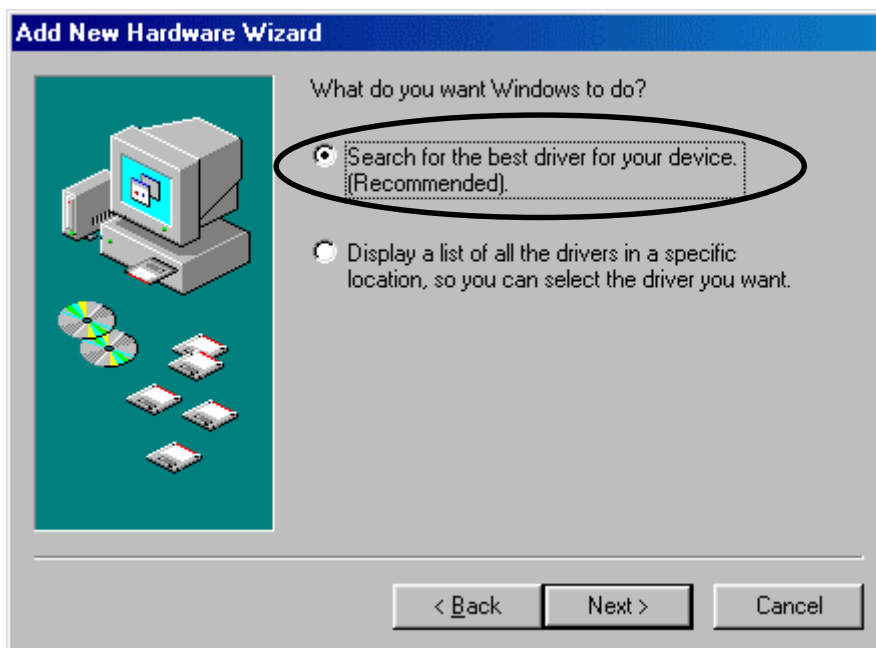 Add New Hardware Wizard
What do you want Windows to do?
Search for the best driver for your device.
(Recommended).
Display a list of all the drivers in a specific
location, so you can select the driver you want.
< Back
Next >
Cancel